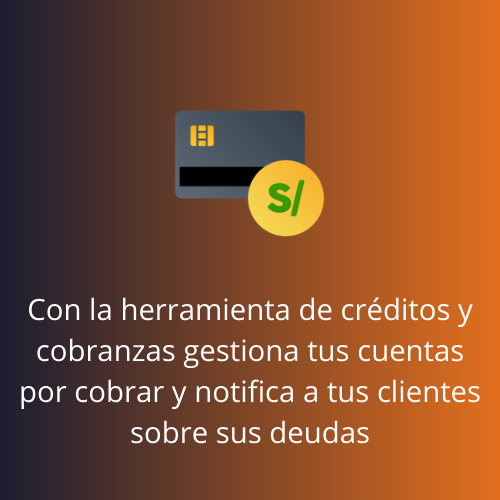 S/
Con la herramienta de créditos y
cobranzas gestiona tus cuentas
por cobrar y notifica a tus clientes
sobre sus deudas